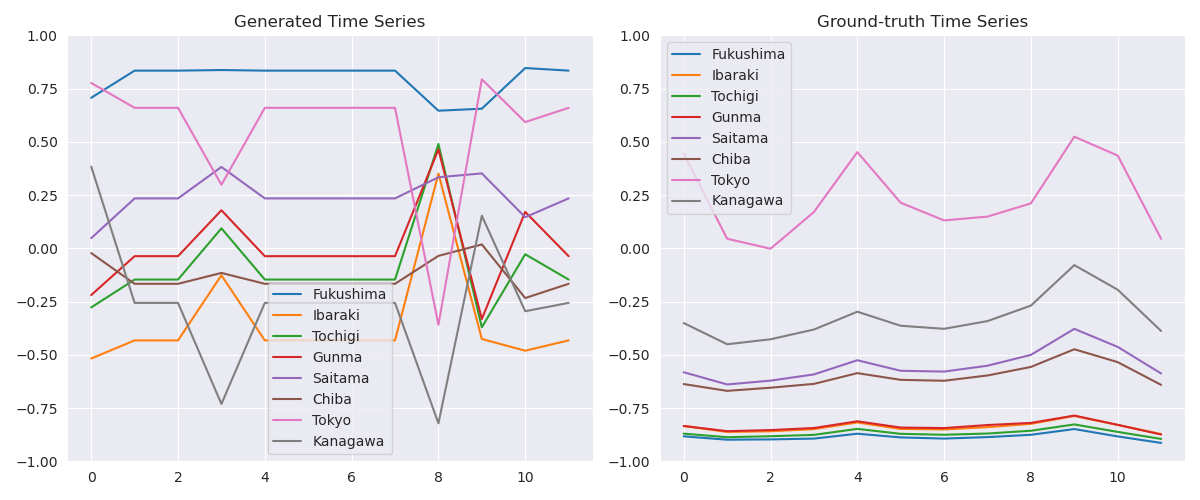 Generated Time Series
1.00
0.75
0.50
0.25
0.00
−0.25
−0.50
−0.75
−1.00
0 2 4 6 8 10
Fukushima
Ibaraki
Tochigi
Gunma
Saitama
Chiba
Tokyo
Kanagawa
Ground-truth Time Series
1.00
0.75
0.50
0.25
0.00
−0.25
−0.50
−0.75
−1.00
0 2 4 6 8 10
Fukushima
Ibaraki
Tochigi
Gunma
Saitama
Chiba
Tokyo
Kanagawa